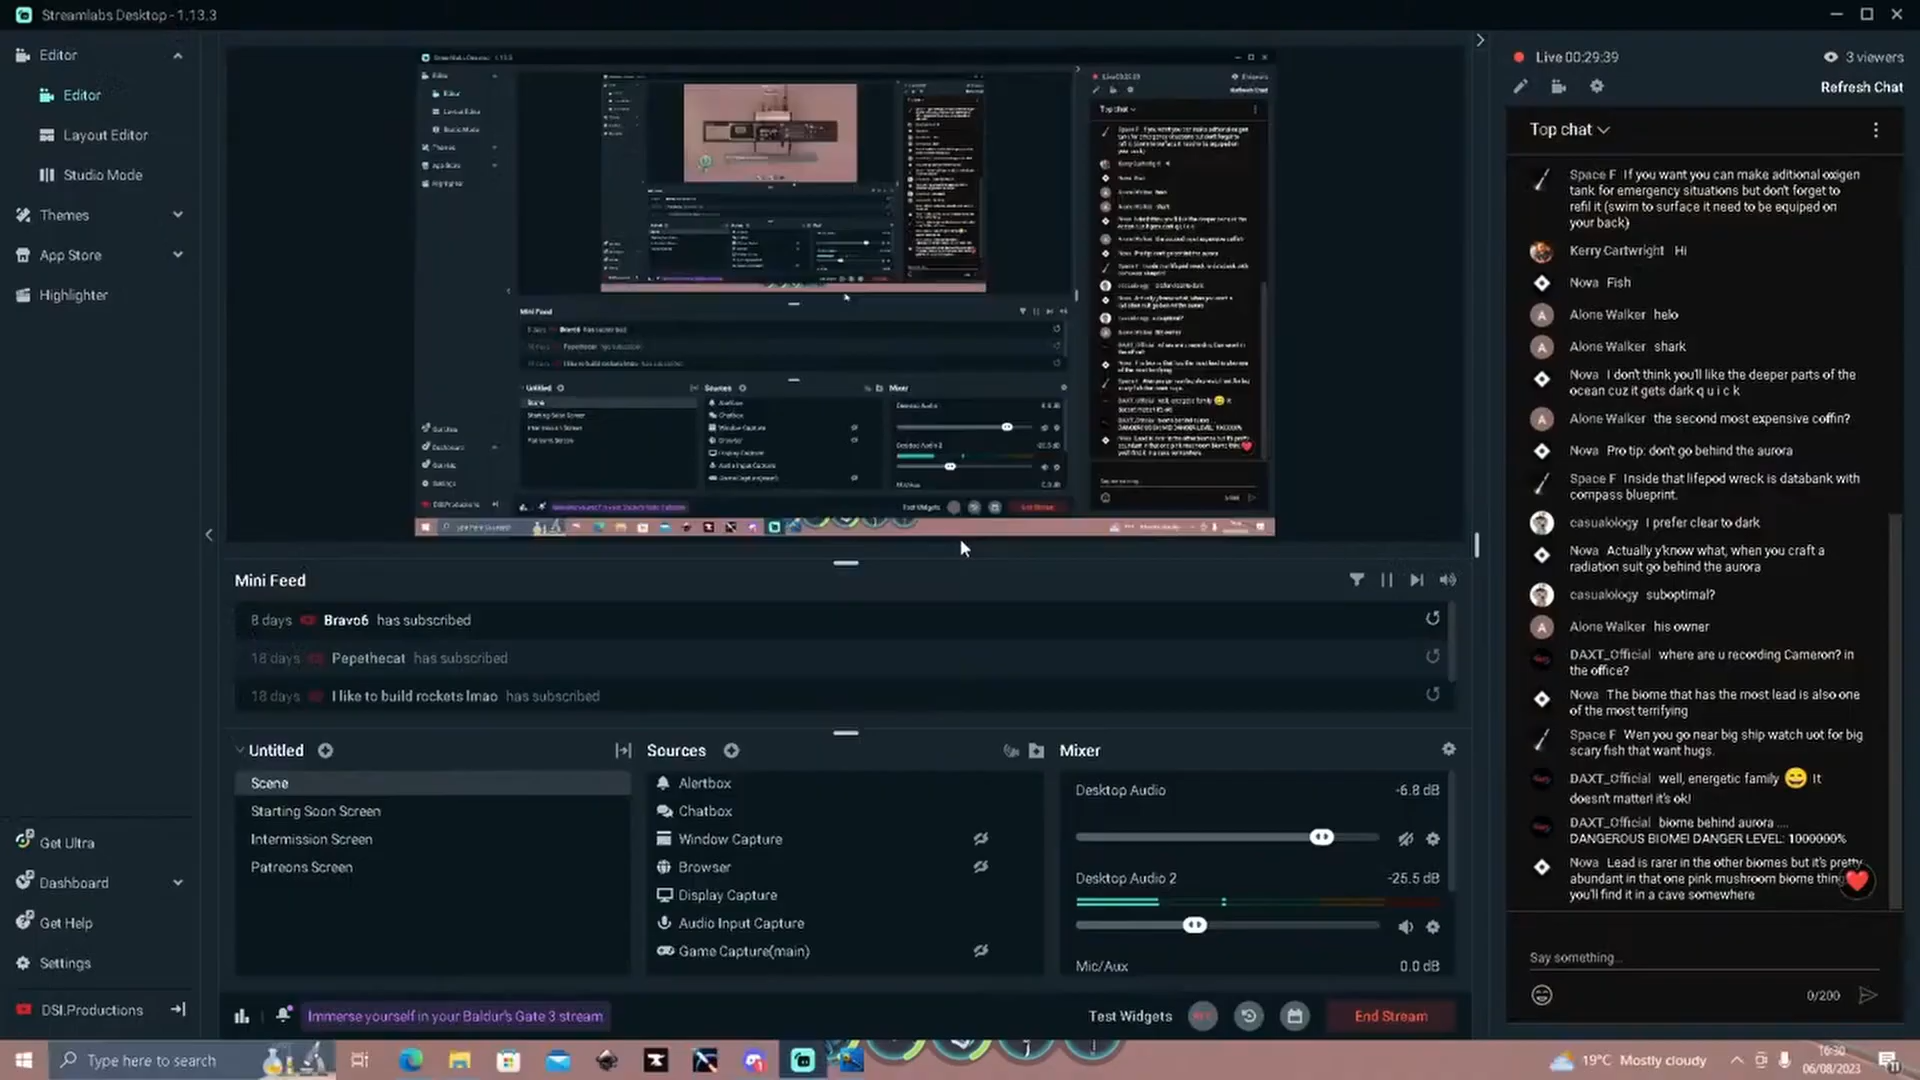 Streamlabs Desktop - 1.13.3
Editor
Editor
Layout Editor
Studio Mode
Themes
App Store
Highlighter
Get Ultra
Dashboard
Get Help
Settings
DSI.Productions
Mini Feed
8 days Bravo6 has subscribed
18 days Pepethecat has subscribed
18 days I like to build rockets lmao has subscribed
Untitled
Scene
Starting Soon Screen
Intermission Screen
Patreons Screen
Sources
Alertbox
Chatbox
Window Capture
Browser
Display Capture
Audio Input Capture
Game Capture(main)
Mixer
Desktop Audio -6.8 dB
Desktop Audio 2 -25.5 dB
Mic/Aux 0.0 dB
Immerse yourself in your Baldur's Gate 3 stream
Test Widgets
REC
End Stream
Live 00:29:39
3 viewers
Refresh Chat
Top chat
Space F If you want you can make aditional oxigen
tank for emergency situations but don't forget to
refil it (swim to surface it need to be equiped on
your back)
Kerry Cartwright Hi
Nova Fish
Alone Walker helo
Alone Walker shark
Nova I don't think you'll like the deeper parts of the
ocean cuz it gets dark q u i c k
Alone Walker the second most expensive coffin?
Nova Pro tip: don't go behind the aurora
Space F Inside that lifepod wreck is databank with
compass blueprint.
casualology I prefer clear to dark
Nova Actually y'know what, when you craft a
radiation suit go behind the aurora
casualology suboptimal?
Alone Walker his owner
DAXT_Official where are u recording Cameron? in
the office?
Nova The biome that has the most lead is also one
of the most terrifying
Space F Wen you go near big ship watch uot for big
scary fish that want hugs.
DAXT_Official well, energetic family 😄 It
doesn't matter! it's ok!
DAXT_Official biome behind aurora ....
DANGEROUS BIOME! DANGER LEVEL: 1000000%
Nova Lead is rarer in the other biomes but it's pretty
abundant in that one pink mushroom biome thing
you'll find it in a cave somewhere
Say something...
0/200
Type here to search
19°C Mostly cloudy
16:30
06/08/2023